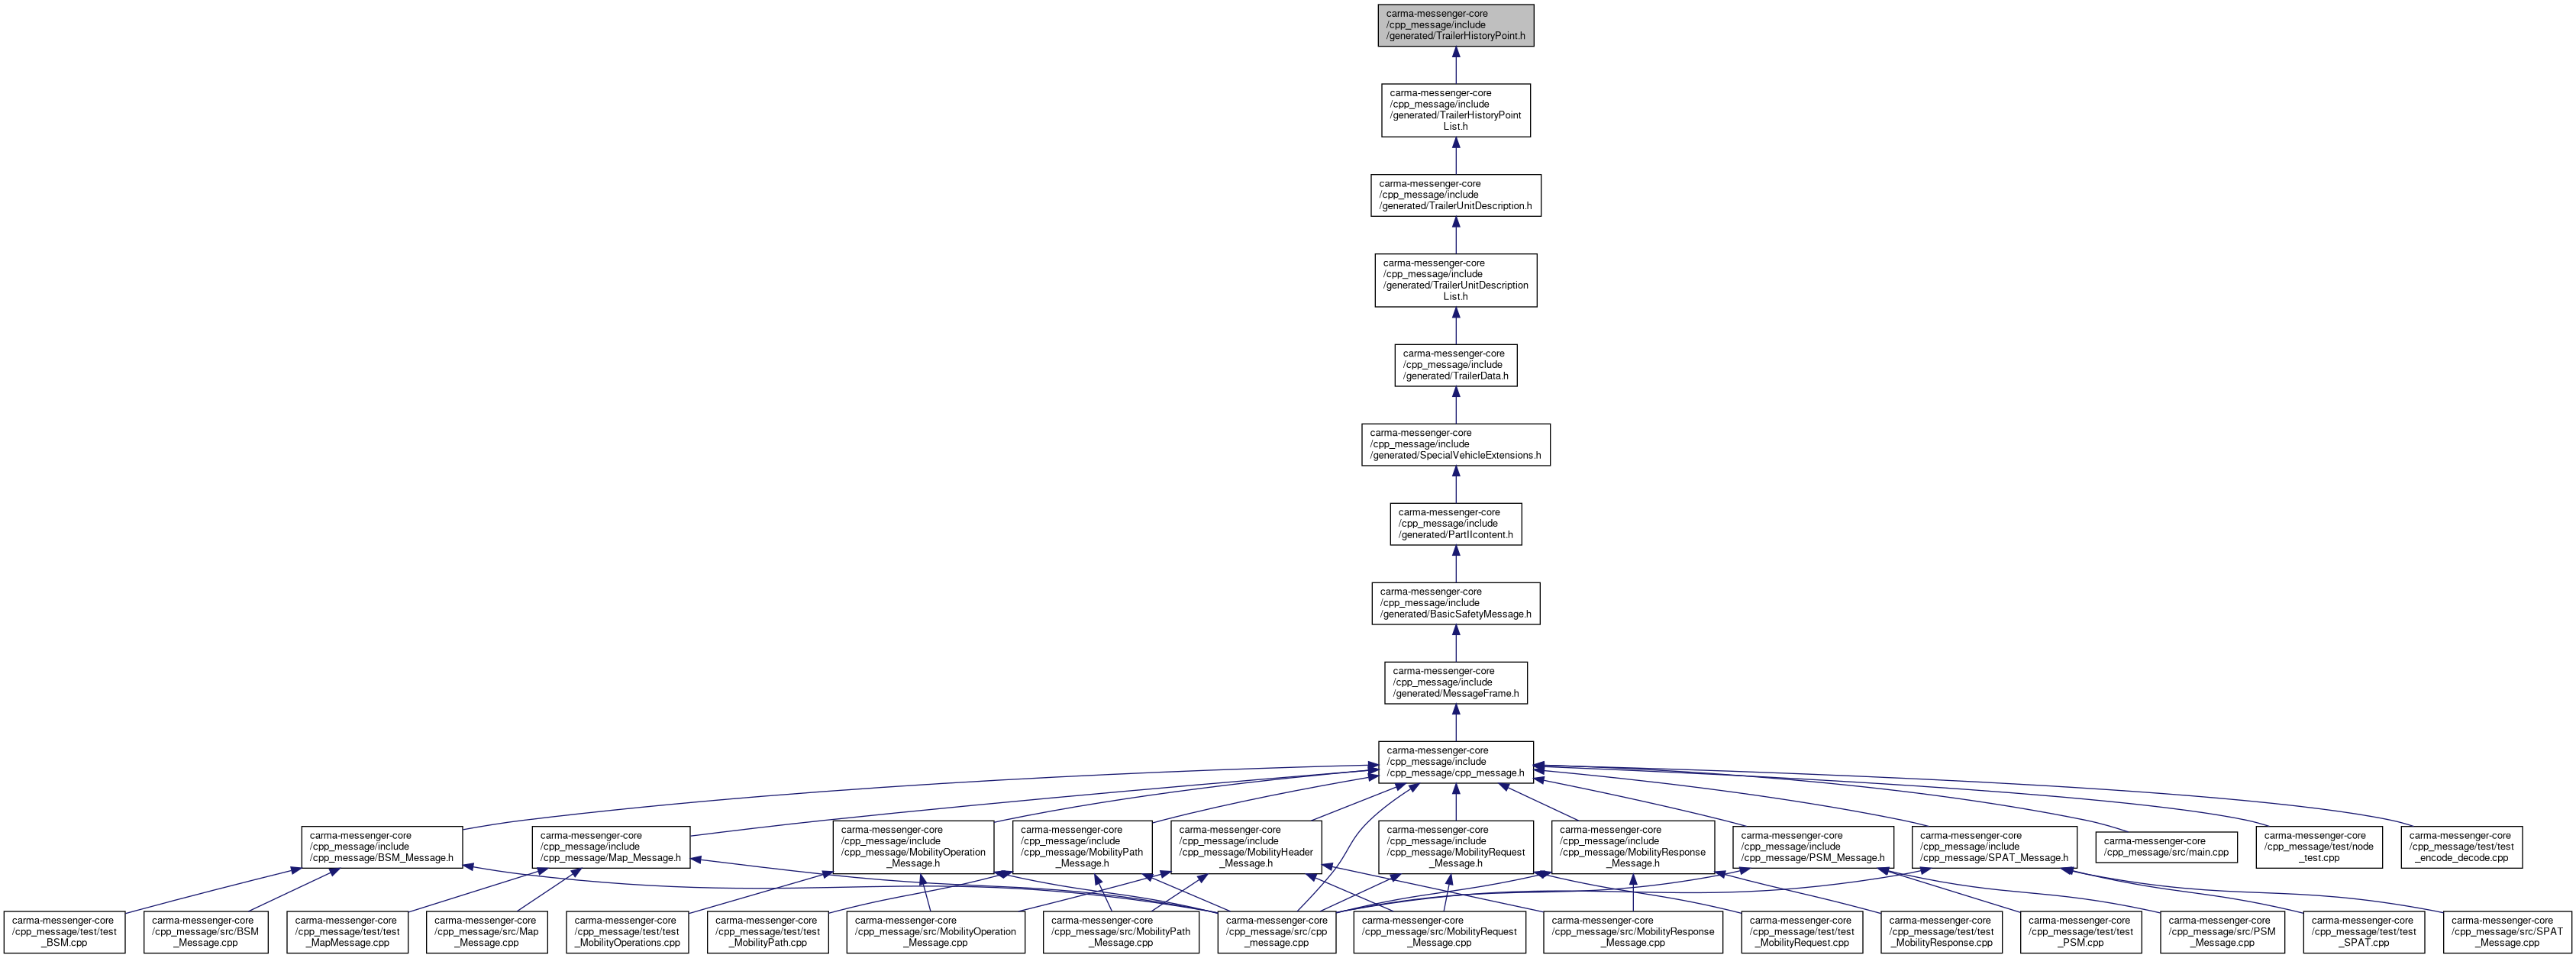 carma-messenger-core
/cpp_message/include
/generated/TrailerHistoryPoint.h
carma-messenger-core
/cpp_message/include
/generated/TrailerHistoryPoint
List.h
carma-messenger-core
/cpp_message/include
/generated/TrailerUnitDescription.h
carma-messenger-core
/cpp_message/include
/generated/TrailerUnitDescription
List.h
carma-messenger-core
/cpp_message/include
/generated/TrailerData.h
carma-messenger-core
/cpp_message/include
/generated/SpecialVehicleExtensions.h
carma-messenger-core
/cpp_message/include
/generated/PartIIcontent.h
carma-messenger-core
/cpp_message/include
/generated/BasicSafetyMessage.h
carma-messenger-core
/cpp_message/include
/generated/MessageFrame.h
carma-messenger-core
/cpp_message/include
/cpp_message/cpp_message.h
carma-messenger-core
/cpp_message/include
/cpp_message/BSM_Message.h
carma-messenger-core
/cpp_message/include
/cpp_message/Map_Message.h
carma-messenger-core
/cpp_message/include
/cpp_message/MobilityOperation
_Message.h
carma-messenger-core
/cpp_message/include
/cpp_message/MobilityPath
_Message.h
carma-messenger-core
/cpp_message/include
/cpp_message/MobilityHeader
_Message.h
carma-messenger-core
/cpp_message/include
/cpp_message/MobilityRequest
_Message.h
carma-messenger-core
/cpp_message/include
/cpp_message/MobilityResponse
_Message.h
carma-messenger-core
/cpp_message/include
/cpp_message/PSM_Message.h
carma-messenger-core
/cpp_message/include
/cpp_message/SPAT_Message.h
carma-messenger-core
/cpp_message/src/main.cpp
carma-messenger-core
/cpp_message/test/node
_test.cpp
carma-messenger-core
/cpp_message/test/test
_encode_decode.cpp
carma-messenger-core
/cpp_message/test/test
_BSM.cpp
carma-messenger-core
/cpp_message/src/BSM
_Message.cpp
carma-messenger-core
/cpp_message/test/test
_MapMessage.cpp
carma-messenger-core
/cpp_message/src/Map
_Message.cpp
carma-messenger-core
/cpp_message/test/test
_MobilityOperations.cpp
carma-messenger-core
/cpp_message/test/test
_MobilityPath.cpp
carma-messenger-core
/cpp_message/src/MobilityOperation
_Message.cpp
carma-messenger-core
/cpp_message/src/MobilityPath
_Message.cpp
carma-messenger-core
/cpp_message/src/cpp
_message.cpp
carma-messenger-core
/cpp_message/src/MobilityRequest
_Message.cpp
carma-messenger-core
/cpp_message/src/MobilityResponse
_Message.cpp
carma-messenger-core
/cpp_message/test/test
_MobilityRequest.cpp
carma-messenger-core
/cpp_message/test/test
_MobilityResponse.cpp
carma-messenger-core
/cpp_message/test/test
_PSM.cpp
carma-messenger-core
/cpp_message/src/PSM
_Message.cpp
carma-messenger-core
/cpp_message/test/test
_SPAT.cpp
carma-messenger-core
/cpp_message/src/SPAT
_Message.cpp